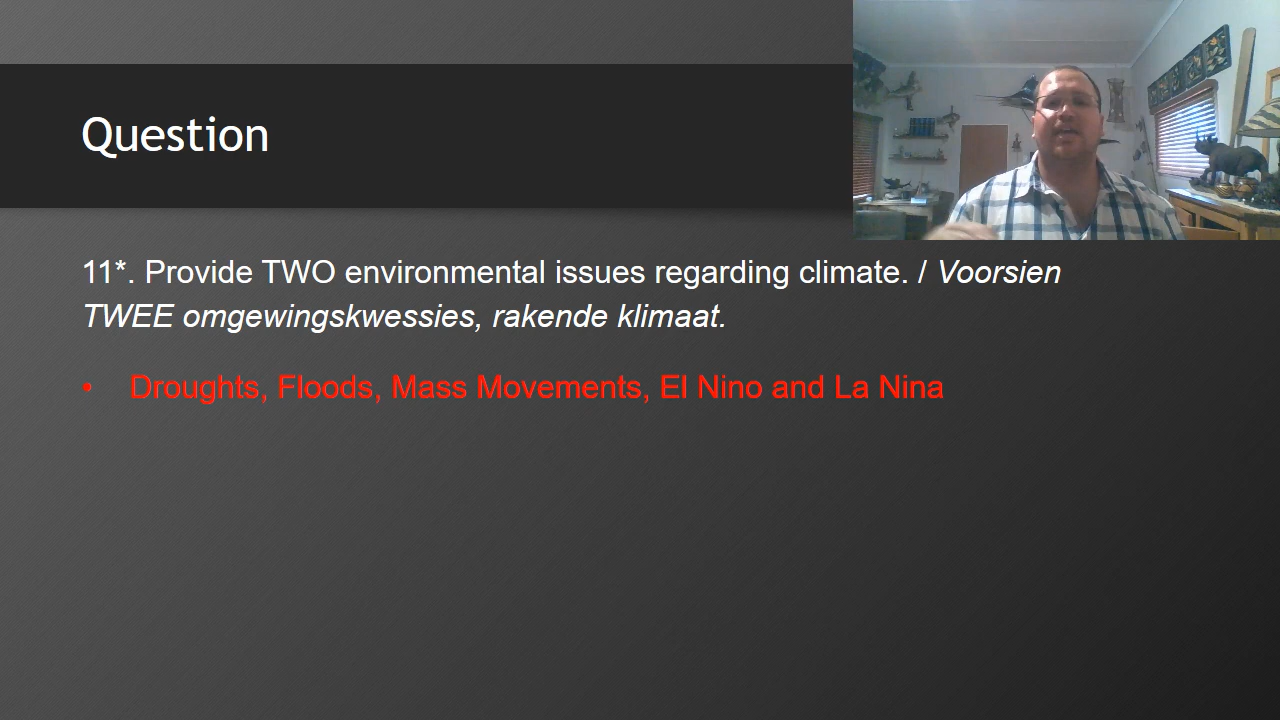 Question
11*. Provide TWO environmental issues regarding climate. / Voorsien
TWEE omgewingskwessies, rakende klimaat.
• Droughts, Floods, Mass Movements, El Nino and La Nina